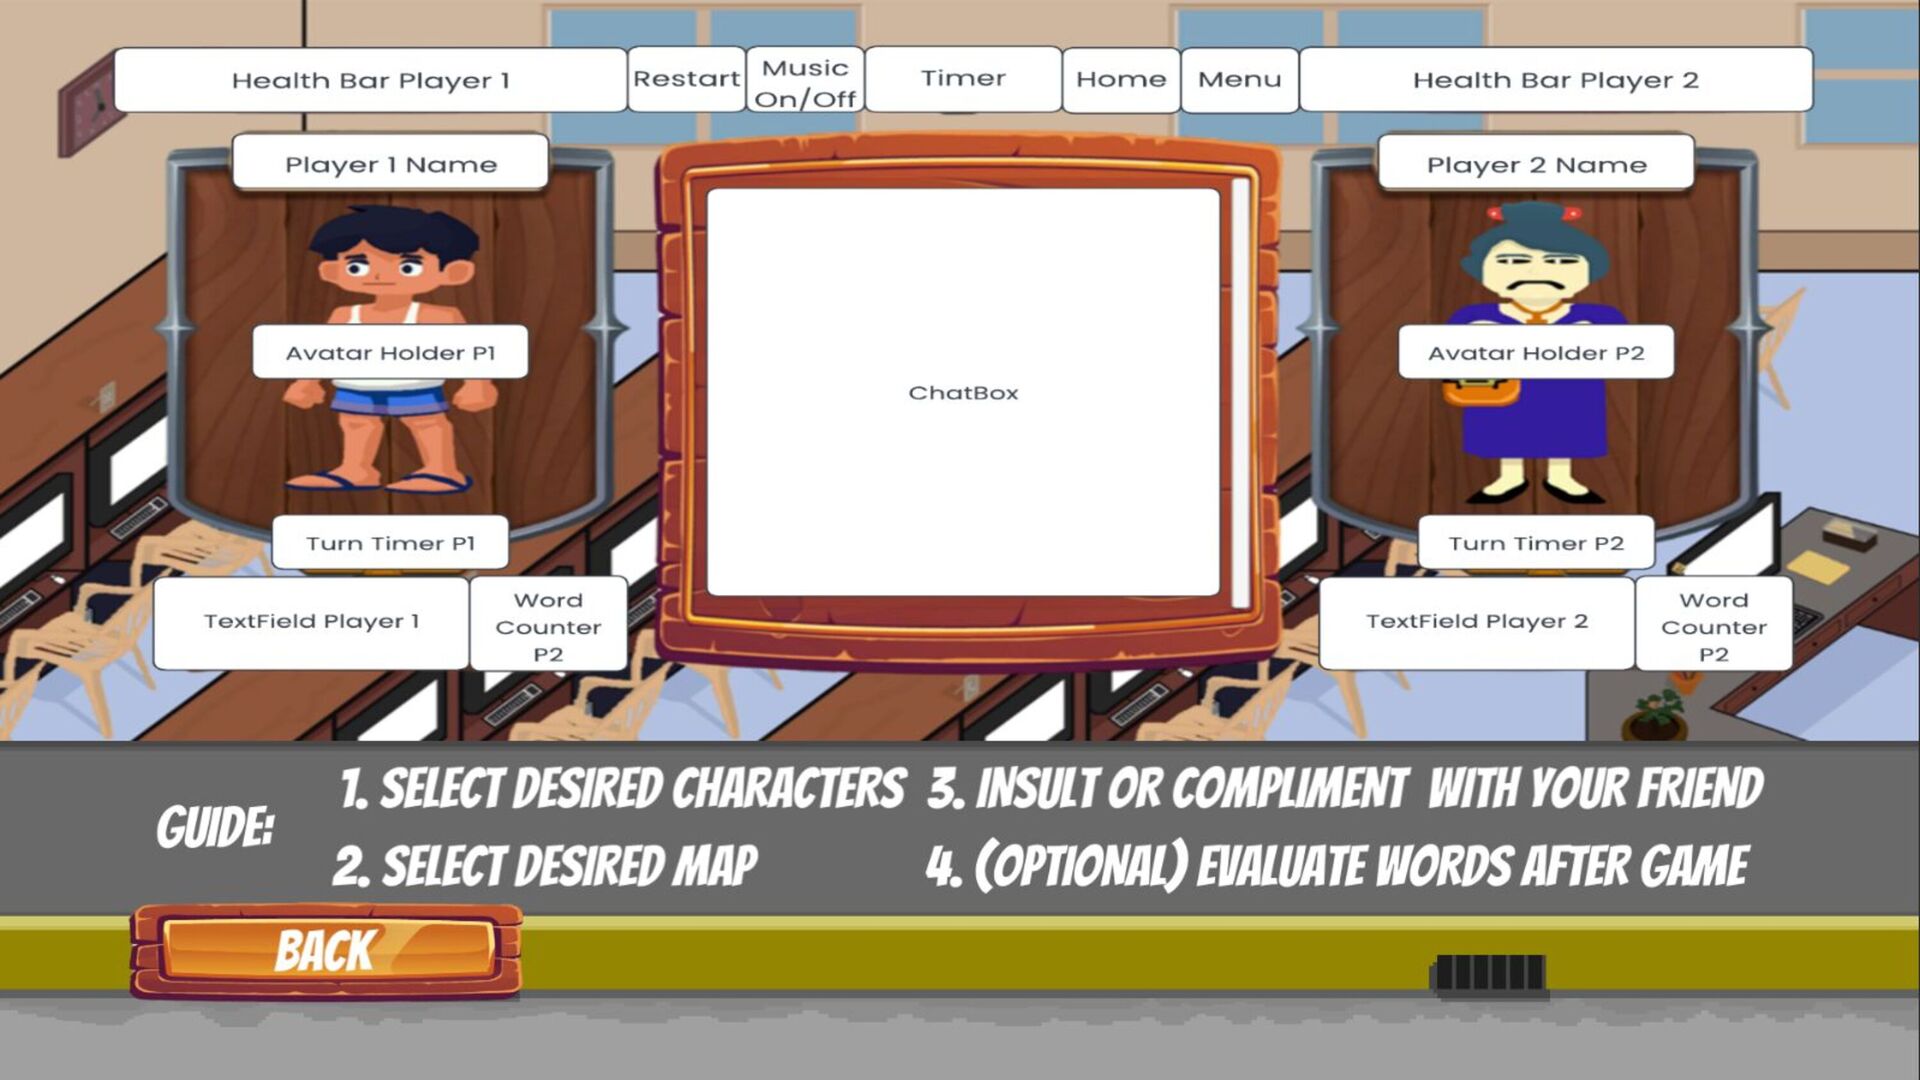 Health Bar Player 1
Restart
Music
On/Off
Timer
Home
Menu
Health Bar Player 2
Player 1 Name
Player 2 Name
Avatar Holder P1
ChatBox
Avatar Holder P2
Turn Timer P1
Turn Timer P2
TextField Player 1
Word
Counter
P2
TextField Player 2
Word
Counter
P2
GUIDE:
1. SELECT DESIRED CHARACTERS
2. SELECT DESIRED MAP
3. INSULT OR COMPLIMENT WITH YOUR FRIEND
4. (OPTIONAL) EVALUATE WORDS AFTER GAME
BACK